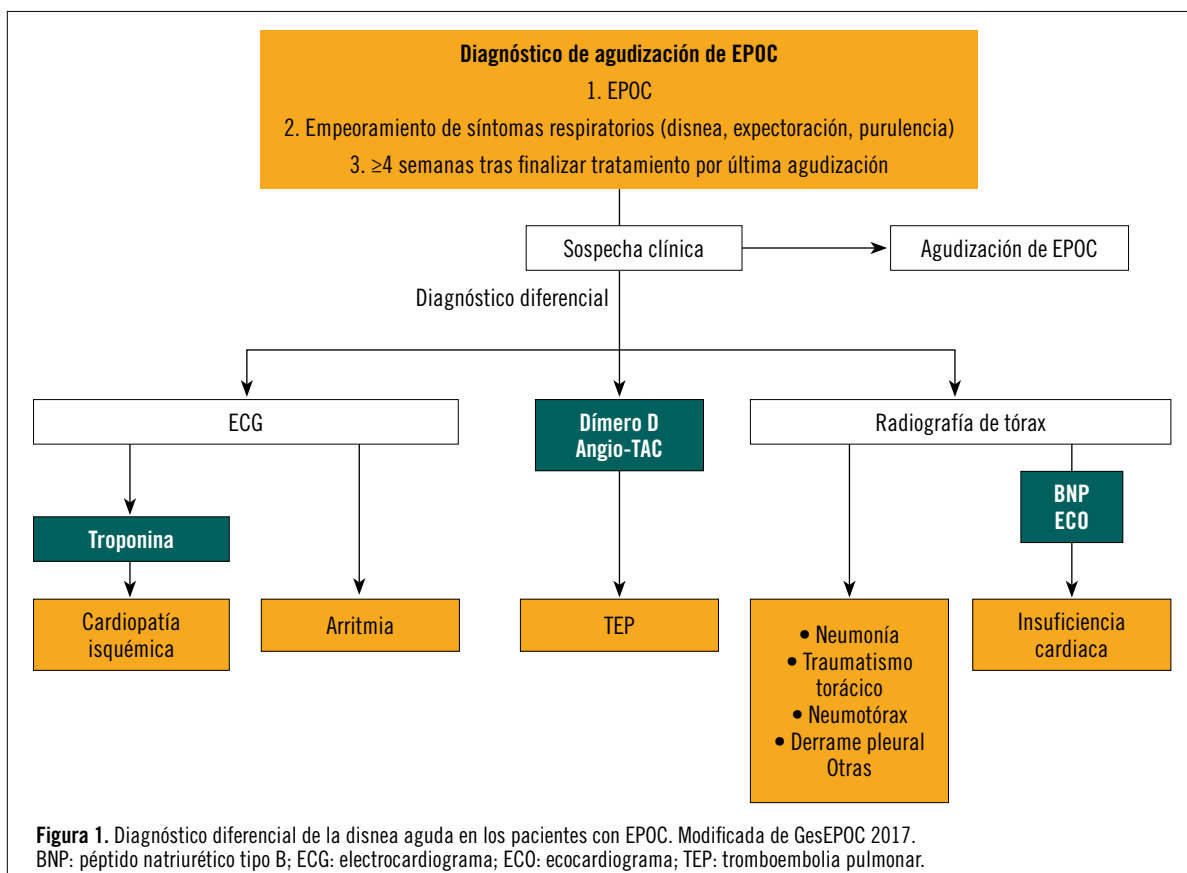 Diagnóstico de agudización de EPOC
1. EPOC
2. Empeoramiento de síntomas respiratorios (disnea, expectoración, purulencia)
3. ≥4 semanas tras finalizar tratamiento por última agudización
Sospecha clínica
Agudización de EPOC
Diagnóstico diferencial
ECG
Dímero D
Angio-TAC
Radiografía de tórax
BNP
ECO
Troponina
Cardiopatía
isquémica
Arritmia
TEP
• Neumonía
• Traumatismo
torácico
• Neumotórax
• Derrame pleural
Otras
Insuficiencia
cardiaca
Figura 1. Diagnóstico diferencial de la disnea aguda en los pacientes con EPOC. Modificada de GesEPOC 2017.
BNP: péptido natriurético tipo B; ECG: electrocardiograma; ECO: ecocardiograma; TEP: tromboembolia pulmonar.